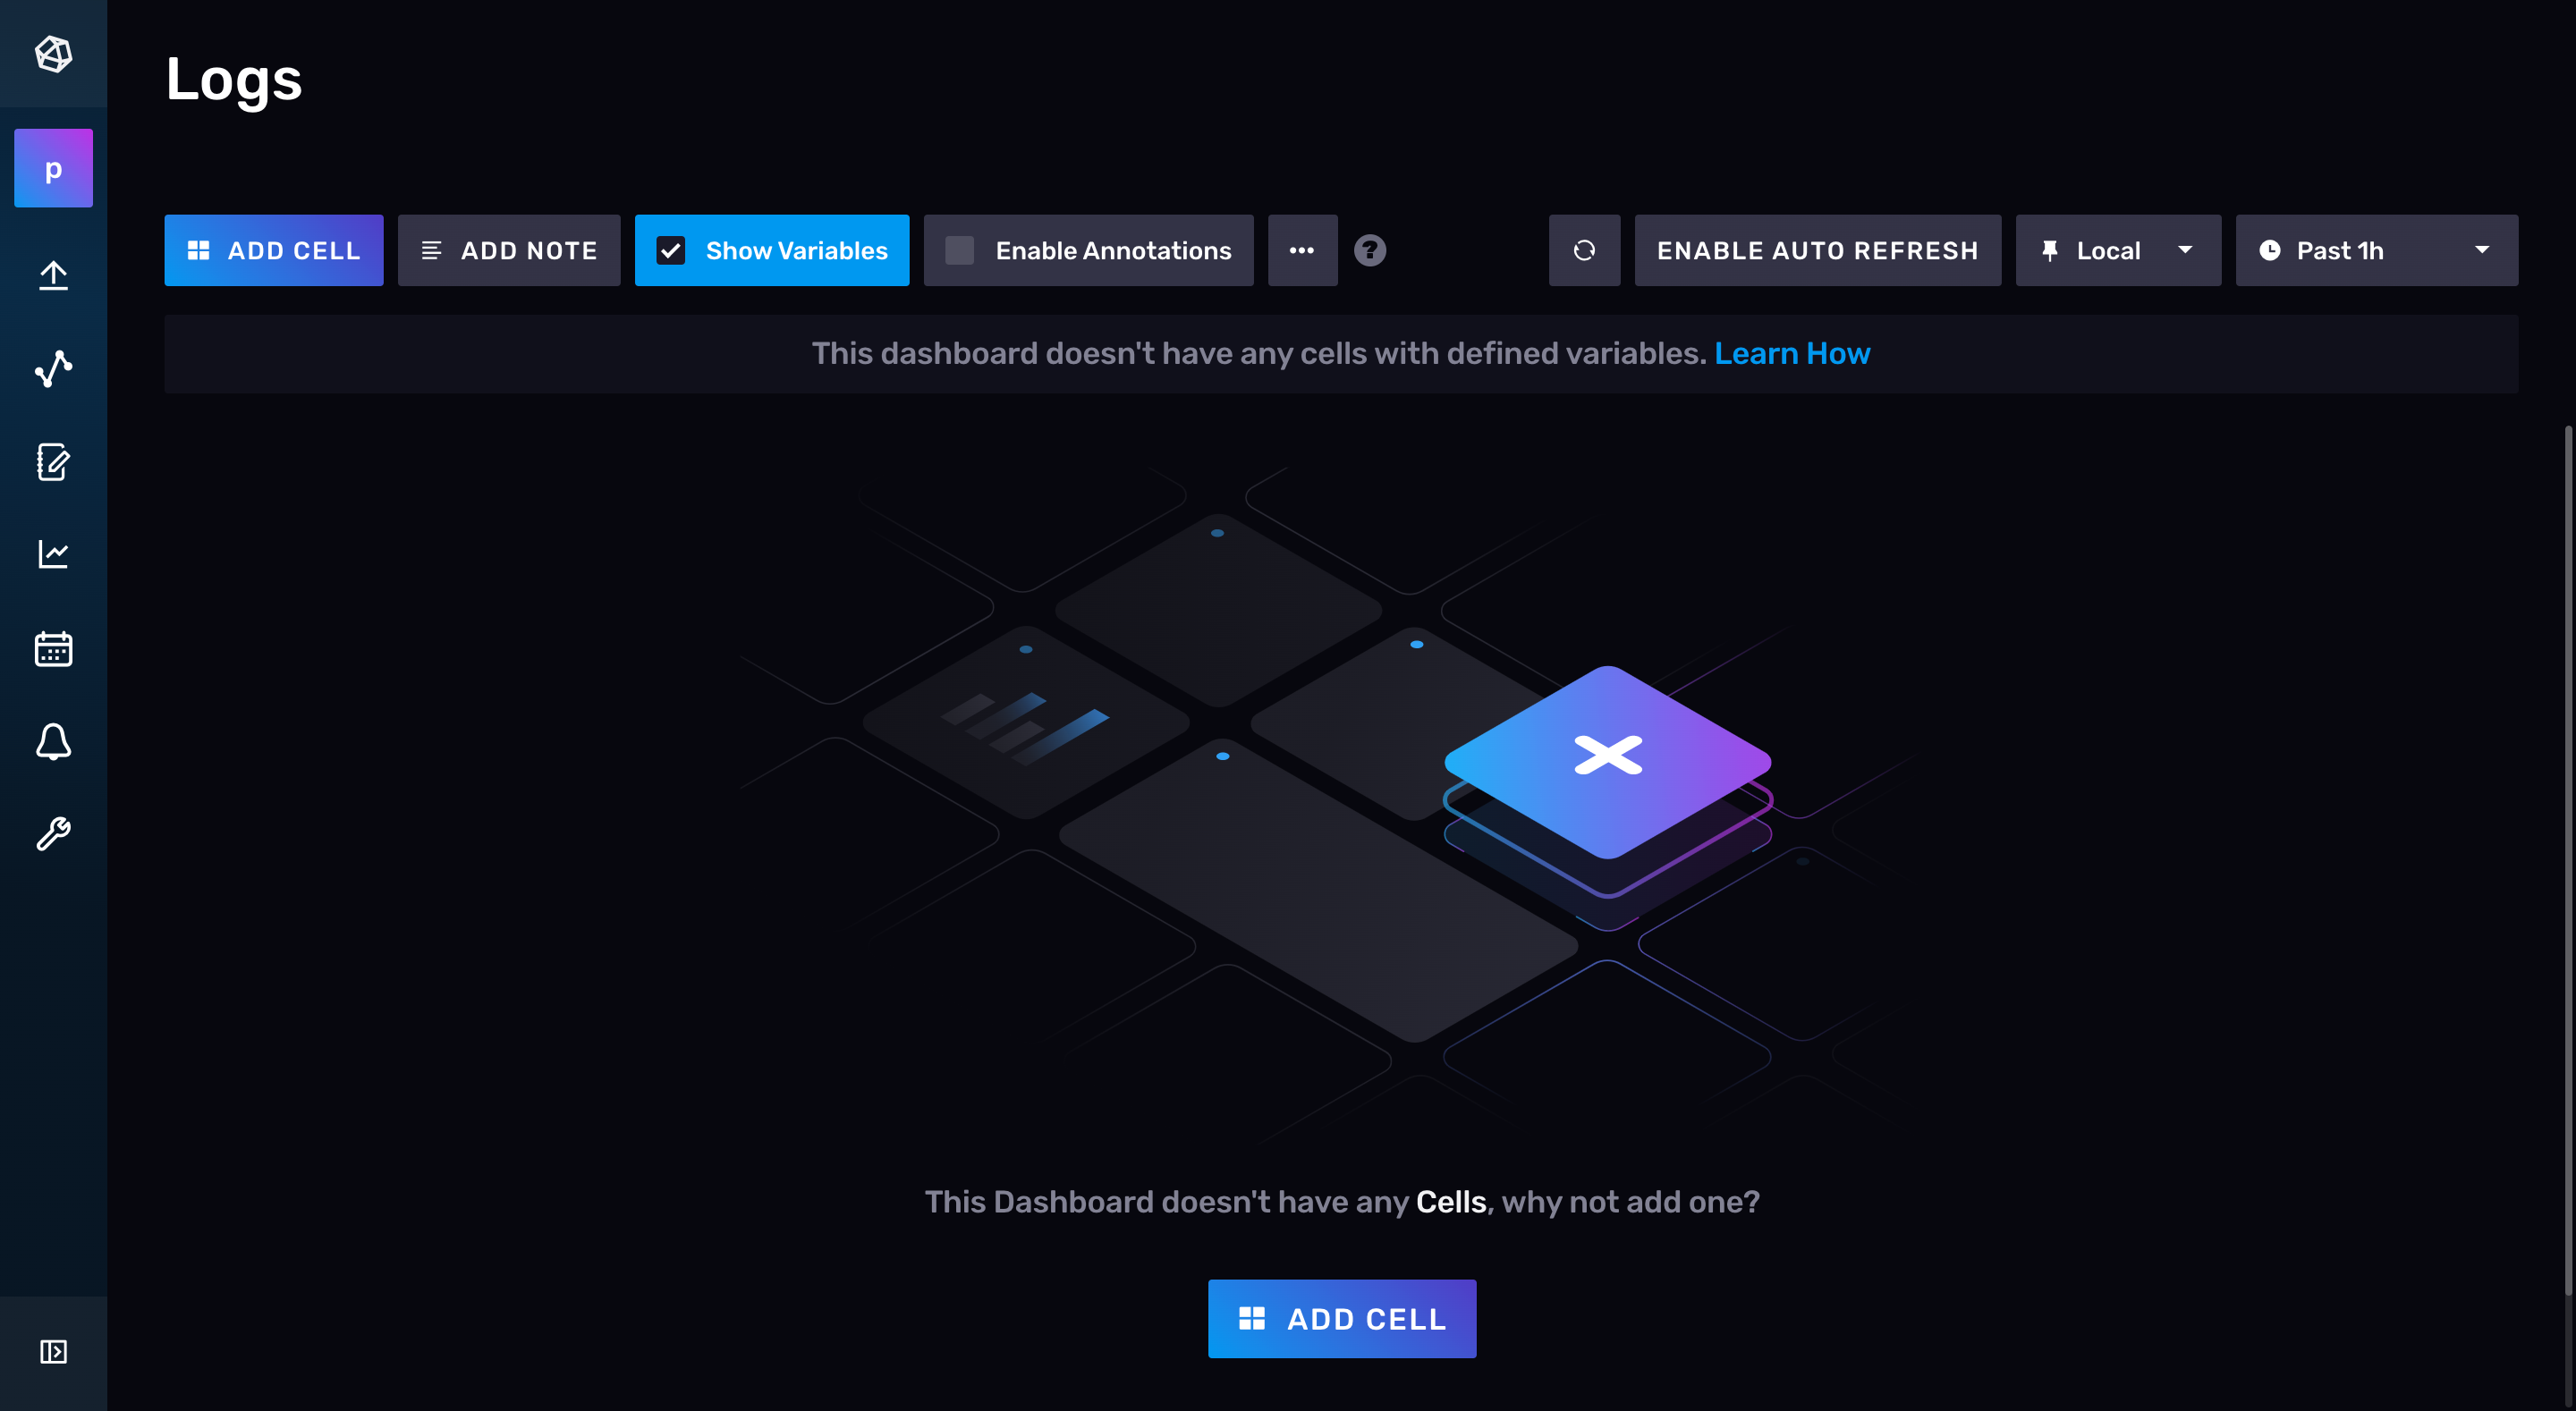 Logs
p
ADD CELL
ADD NOTE
Show Variables
Enable Annotations
?
ENABLE AUTO REFRESH
Local
Past 1h
This dashboard doesn't have any cells with defined variables. Learn How
This Dashboard doesn't have any Cells, why not add one?
ADD CELL